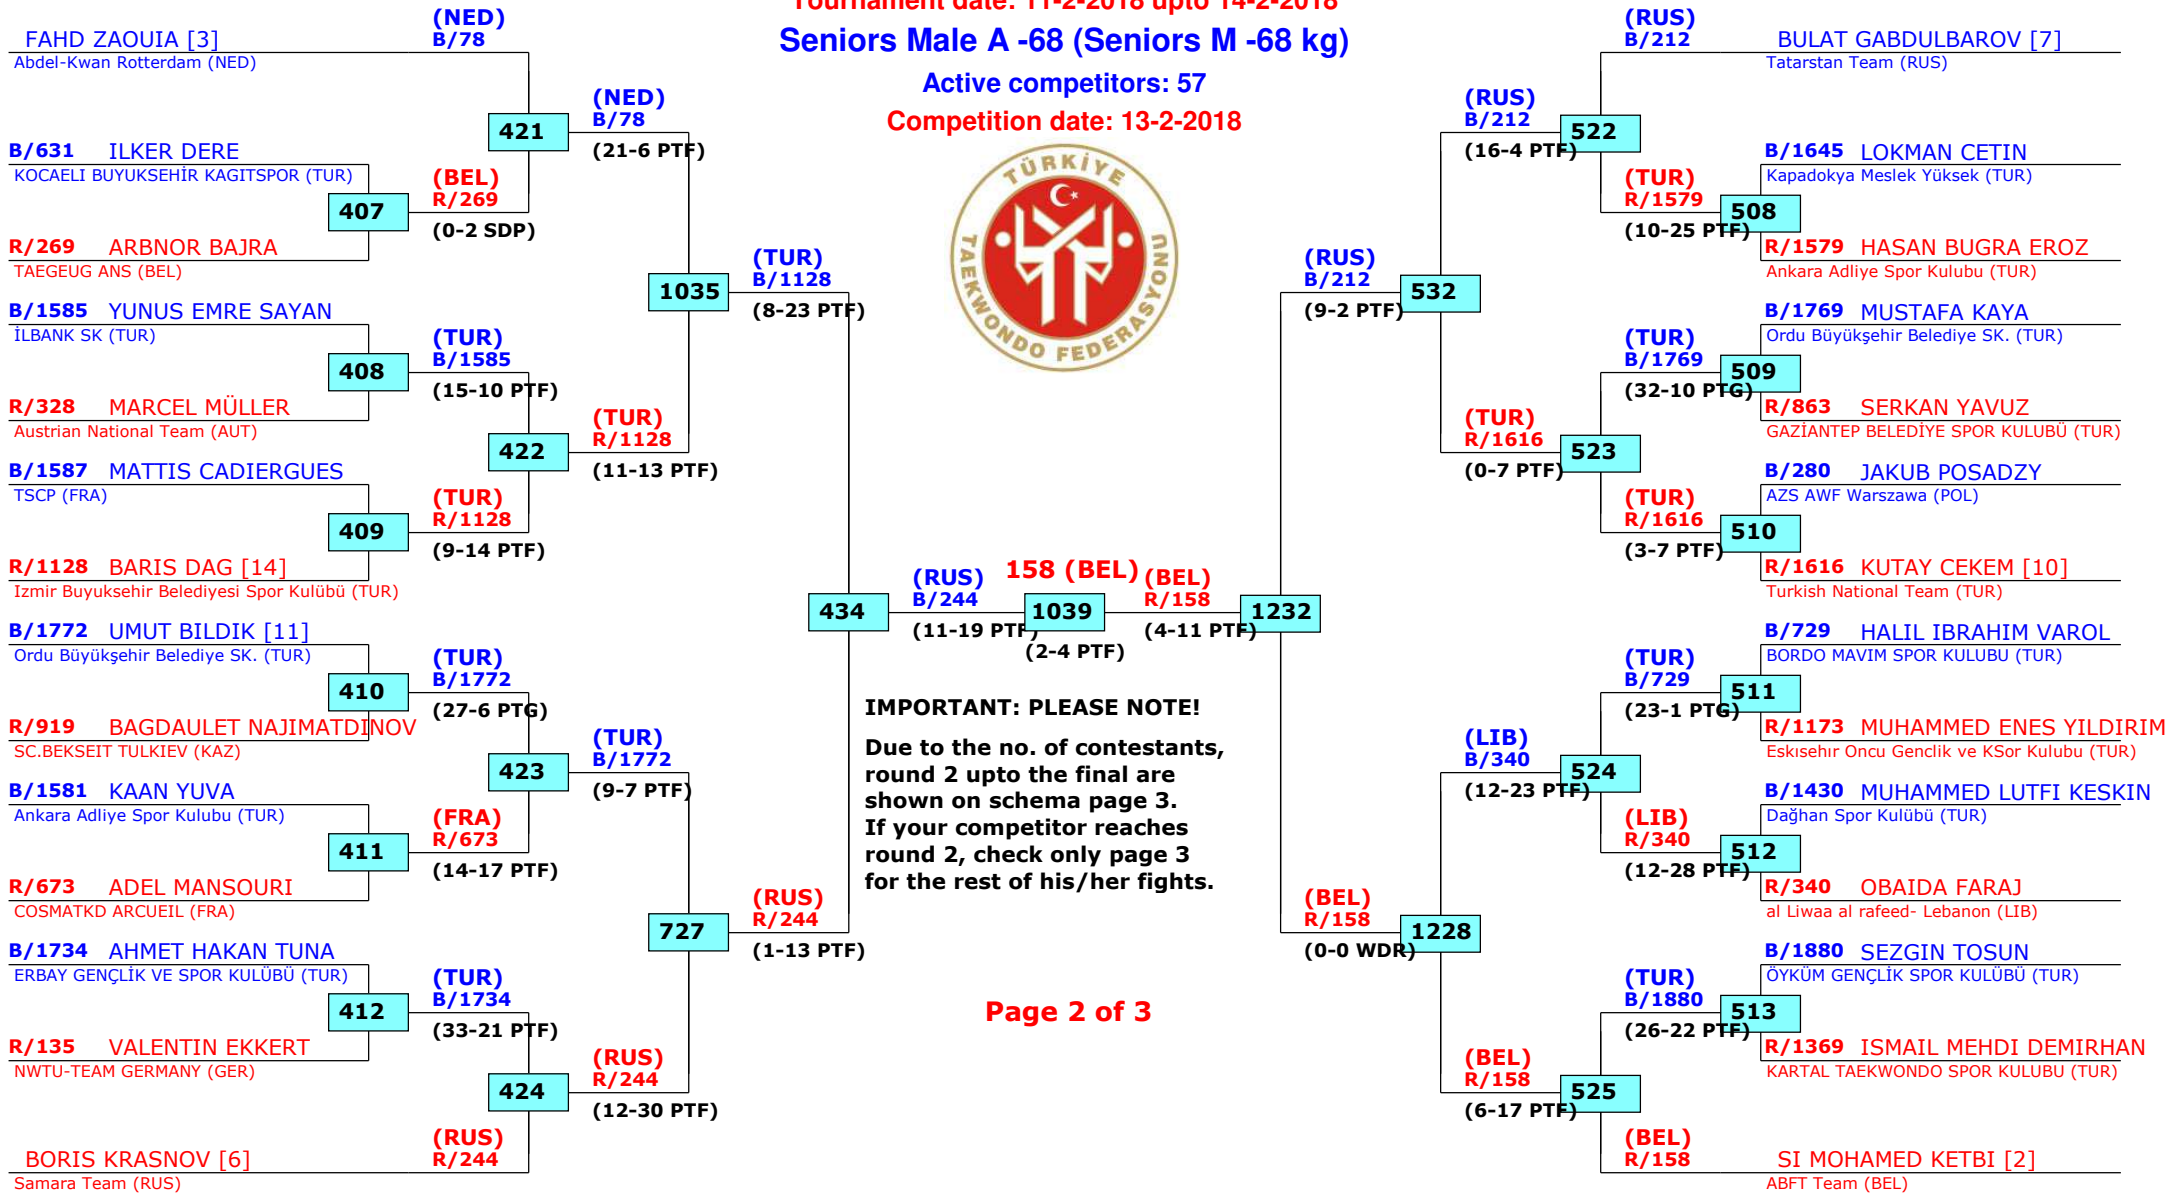 Tournament date: 11-2-2018 upto 14-2-2018
Seniors Male A -68 (Seniors M -68 kg)
Active competitors: 57
Competition date: 13-2-2018
TÜRKİYE
TAEKWONDO FEDERASYONU
FAHD ZAOUIA [3]
Abdel-Kwan Rotterdam (NED)
(NED)
B/78
B/631 ILKER DERE
KOCAELI BUYUKSEHİR KAGITSPOR (TUR)
407
R/269 ARBNOR BAJRA
TAEGEUG ANS (BEL)
(BEL)
R/269
(0-2 SDP)
421
(NED)
B/78
(21-6 PTF)
B/1585 YUNUS EMRE SAYAN
İLBANK SK (TUR)
408
R/328 MARCEL MÜLLER
Austrian National Team (AUT)
(TUR)
B/1585
(15-10 PTF)
B/1587 MATTIS CADIERGUES
TSCP (FRA)
409
R/1128 BARIS DAG [14]
Izmir Buyuksehir Belediyesi Spor Kulübü (TUR)
(TUR)
R/1128
(9-14 PTF)
422
(TUR)
R/1128
(11-13 PTF)
1035
(TUR)
B/1128
(8-23 PTF)
B/1772 UMUT BILDIK [11]
Ordu Büyükşehir Belediye SK. (TUR)
410
R/919 BAGDAULET NAJIMATDINOV
SC.BEKSEIT TULKIEV (KAZ)
(TUR)
B/1772
(27-6 PTG)
B/1581 KAAN YUVA
Ankara Adliye Spor Kulubu (TUR)
411
R/673 ADEL MANSOURI
COSMATKD ARCUEIL (FRA)
(FRA)
R/673
(14-17 PTF)
423
(TUR)
B/1772
(9-7 PTF)
B/1734 AHMET HAKAN TUNA
ERBAY GENÇLİK VE SPOR KULÜBÜ (TUR)
412
R/135 VALENTIN EKKERT
NWTU-TEAM GERMANY (GER)
(TUR)
B/1734
(33-21 PTF)
424
(RUS)
R/244
(12-30 PTF)
BORIS KRASNOV [6]
Samara Team (RUS)
(RUS)
R/244
727
(RUS)
R/244
(1-13 PTF)
434
(RUS)
B/244
(11-19 PTF)
158 (BEL)
1039
(2-4 PTF)
(BEL)
R/158
(4-11 PTF)
1232
IMPORTANT: PLEASE NOTE!
Due to the no. of contestants,
round 2 upto the final are
shown on schema page 3.
If your competitor reaches
round 2, check only page 3
for the rest of his/her fights.
Page 2 of 3
(RUS)
B/212
(9-2 PTF)
532
(RUS)
B/212
(16-4 PTF)
522
(RUS)
B/212
BULAT GABDULBAROV [7]
Tatarstan Team (RUS)
(TUR)
R/1579
(10-25 PTF)
508
B/1645 LOKMAN CETIN
Kapadokya Meslek Yüksek (TUR)
R/1579 HASAN BUGRA EROZ
Ankara Adliye Spor Kulubu (TUR)
(TUR)
R/1616
(0-7 PTF)
523
(TUR)
B/1769
(32-10 PTG)
509
B/1769 MUSTAFA KAYA
Ordu Büyükşehir Belediye SK. (TUR)
R/863 SERKAN YAVUZ
GAZİANTEP BELEDİYE SPOR KULUBÜ (TUR)
(TUR)
R/1616
(3-7 PTF)
510
B/280 JAKUB POSADZY
AZS AWF Warszawa (POL)
R/1616 KUTAY CEKEM [10]
Turkish National Team (TUR)
(BEL)
R/158
(0-0 WDR)
1228
(LIB)
B/340
(12-23 PTF)
524
(TUR)
B/729
(23-1 PTG)
511
B/729 HALIL IBRAHIM VAROL
BORDO MAVIM SPOR KULUBU (TUR)
R/1173 MUHAMMED ENES YILDIRIM
Eskısehır Oncu Genclik ve KSor Kulubu (TUR)
(LIB)
R/340
(12-28 PTF)
512
B/1430 MUHAMMED LUTFI KESKIN
Dağhan Spor Kulübü (TUR)
R/340 OBAIDA FARAJ
al Liwaa al rafeed- Lebanon (LIB)
(BEL)
R/158
(6-17 PTF)
525
(TUR)
B/1880
(26-22 PTF)
513
B/1880 SEZGIN TOSUN
ÖYKÜM GENÇLİK SPOR KULÜBÜ (TUR)
R/1369 ISMAIL MEHDI DEMIRHAN
KARTAL TAEKWONDO SPOR KULUBU (TUR)
(BEL)
R/158
SI MOHAMED KETBI [2]
ABFT Team (BEL)